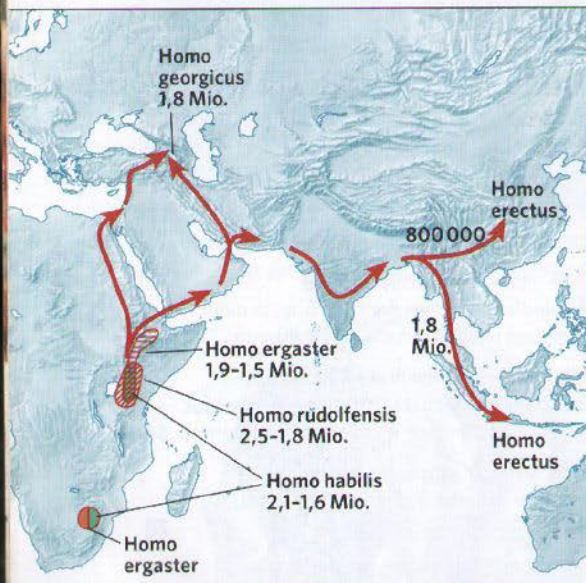 Homo
georgicus
1,8 Mio.
Homo
erectus
800 000
1,8
Mio.
Homo ergaster
1,9–1,5 Mio.
Homo rudolfensis
2,5–1,8 Mio.
Homo
erectus
Homo habilis
2,1–1,6 Mio.
Homo
ergaster